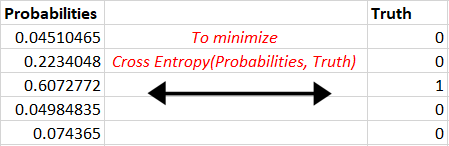 Probabilities Truth
0.04510465 To minimize 0
0.2234048 Cross Entropy(Probabilities, Truth) 0
0.6072772 1
0.04984835 0
0.074365 0